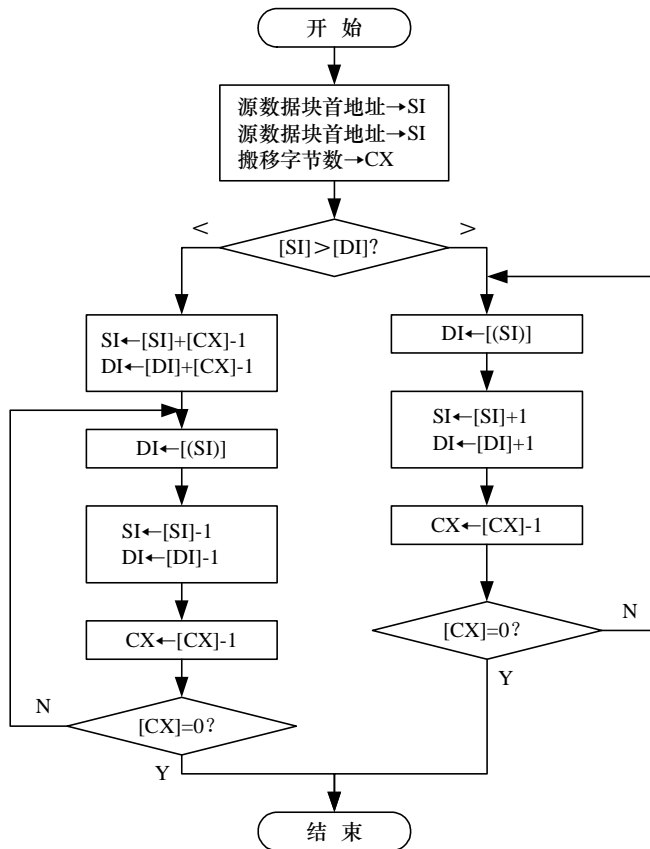 开 始
源数据块首地址→SI
源数据块首地址→SI
搬移字节数→CX
[SI]＞[DI]?
＜
＞
SI←[SI]+[CX]-1
DI←[DI]+[CX]-1
DI←[(SI)]
SI←[SI]-1
DI←[DI]-1
CX←[CX]-1
[CX]=0?
N
Y
DI←[(SI)]
SI←[SI]+1
DI←[DI]+1
CX←[CX]-1
[CX]=0?
N
Y
结 束